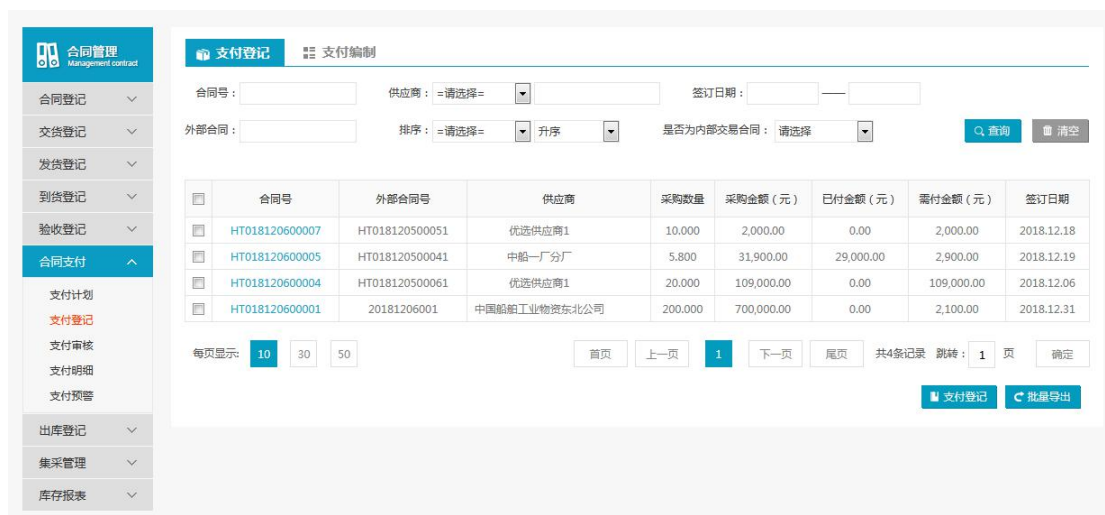 合同管理
Management contract
合同登记
交货登记
发货登记
到货登记
验收登记
合同支付
支付计划
支付登记
支付审核
支付明细
支付预警
出库登记
集采管理
库存报表
支付登记 支付编制
合同号： 供应商： =请选择= 签订日期： ——
外部合同： 排序： =请选择= 升序 是否为内部交易合同： 请选择 查询 清空
合同号 外部合同号 供应商 采购数量 采购金额（元） 已付金额（元） 需付金额（元） 签订日期
HT018120600007 HT018120500051 优选供应商1 10.000 2,000.00 0.00 2,000.00 2018.12.18
HT018120600005 HT018120500041 中船一厂分厂 5.800 31,900.00 29,000.00 2,900.00 2018.12.19
HT018120600004 HT018120500061 优选供应商1 20.000 109,000.00 0.00 109,000.00 2018.12.06
HT018120600001 20181206001 中国船舶工业物资东北公司 200.000 700,000.00 0.00 2,100.00 2018.12.31
每页显示: 10 30 50 首页 上一页 1 下一页 尾页 共4条记录 跳转： 1 页 确定
支付登记 批量导出